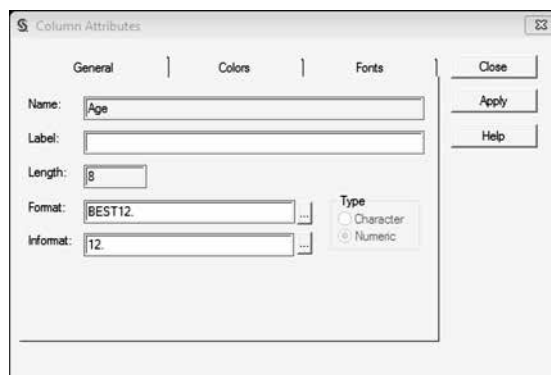 Column Attributes
General Colors Fonts Close
Name: Age Apply
Label: Help
Length: 8
Format: BEST12. ... Type
Character
Informat: 12. ... Numeric